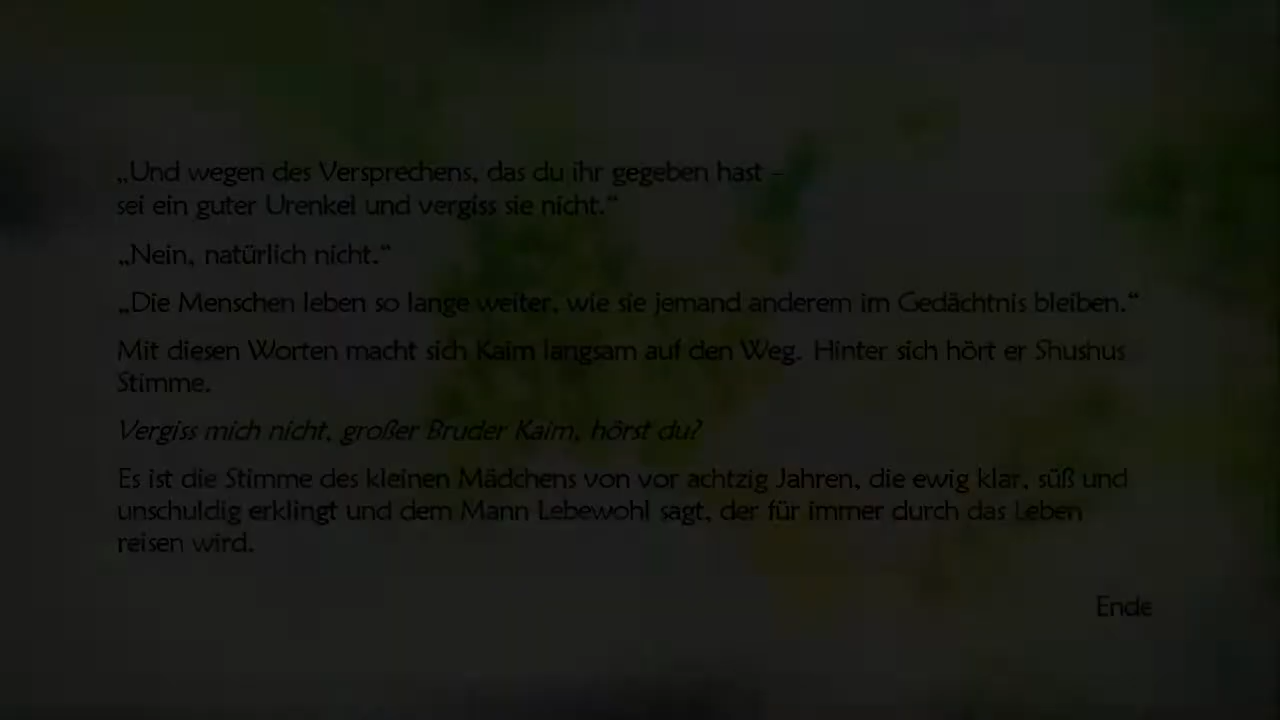 „Und wegen des Versprechens, das du ihr gegeben hast –
sei ein guter Urenkel und vergiss sie nicht.“
„Nein, natürlich nicht.“
„Die Menschen leben so lange weiter, wie sie jemand anderem im Gedächtnis bleiben.“
Mit diesen Worten macht sich Kaim langsam auf den Weg. Hinter sich hört er Shushus
Stimme.
Vergiss mich nicht, großer Bruder Kaim, hörst du?
Es ist die Stimme des kleinen Mädchens von vor achtzig Jahren, die ewig klar, süß und
unschuldig erklingt und dem Mann Lebewohl sagt, der für immer durch das Leben
reisen wird.
Ende